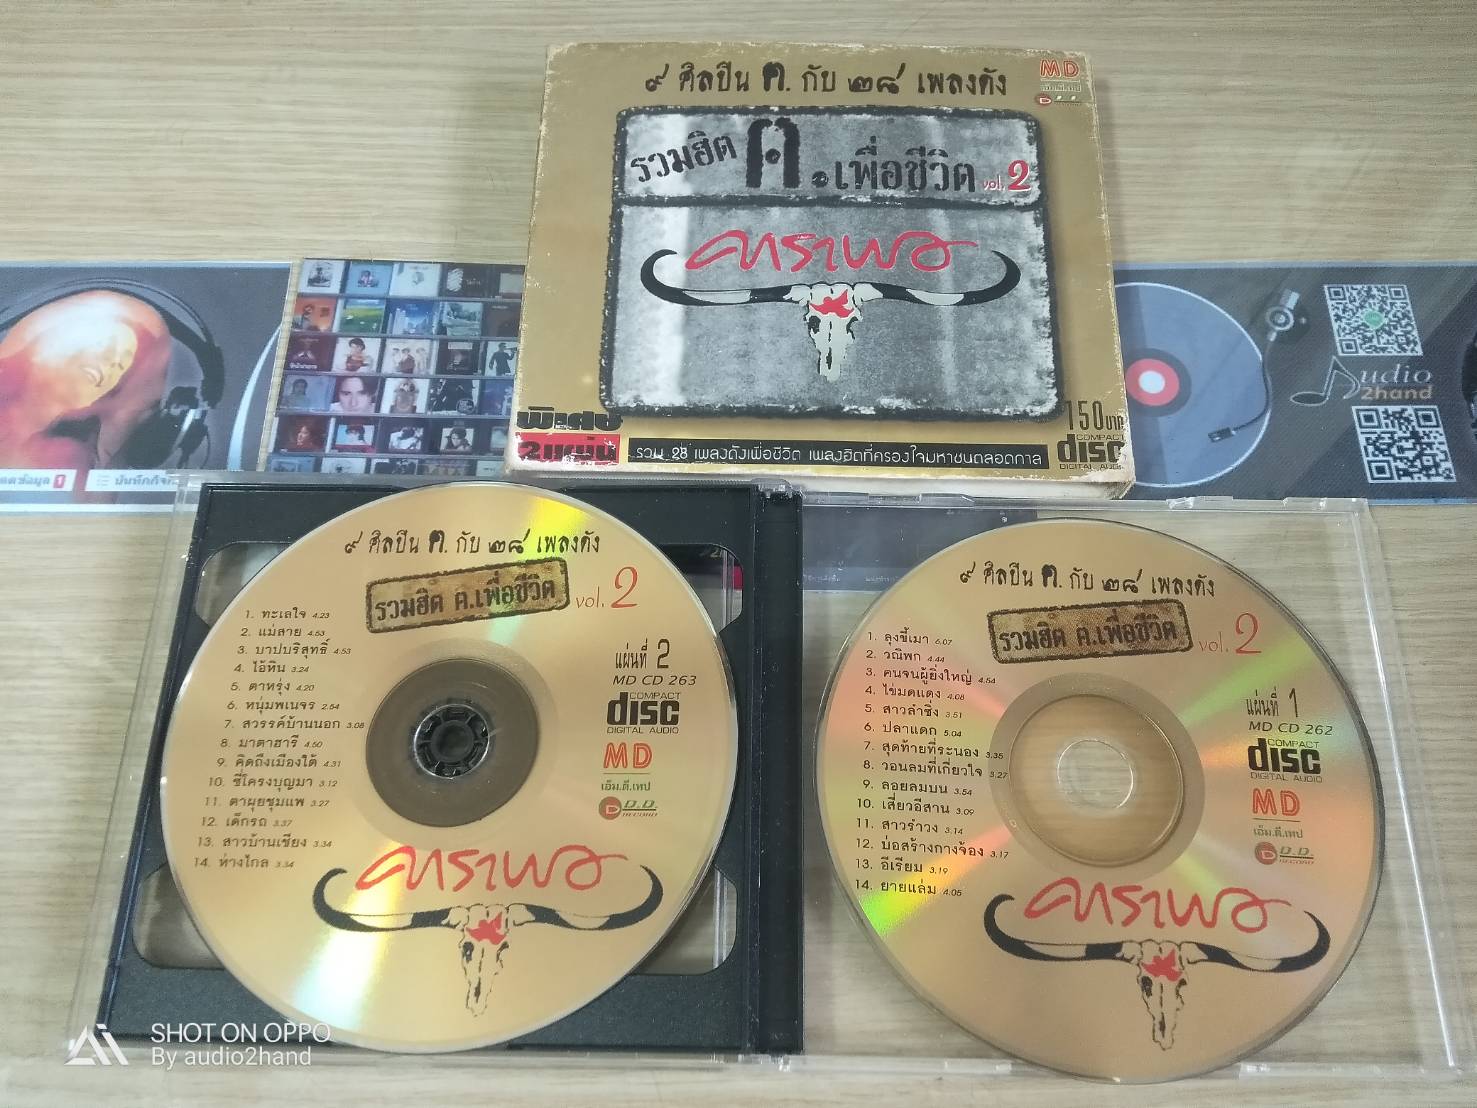 ๙ ศิลปิน ฅ. กับ ๒๘ เพลงดัง
MD
รวมฮิต ฅ.เพื่อชีวิต vol.2
คาราบาว
พิเศษ
2แผ่น
รวม 28 เพลงดังเพื่อชีวิต เพลงฮิตที่ครองใจมหาชนตลอดกาล
150บาท
COMPACT
disc
DIGITAL AUDIO
Audio
2hand
บันทึกกิจ
๙ ศิลปิน ฅ. กับ ๒๘ เพลงดัง
รวมฮิต ฅ.เพื่อชีวิต vol. 2
1. ทะเลใจ 4.23
2. แม่สาย 4.53
3. บาปบริสุทธิ์ 4.53
4. ไอ้หิน 3.24
5. ตาหรุ่ง 4.20
6. หนุ่มพเนจร 2.54
7. สวรรค์บ้านนอก 3.08
8. มาตาฮารี 4.50
9. คิดถึงเมืองใต้ 4.31
10. ซี่โครงบุญมา 3.12
11. ตาผุยชุมแพ 3.27
12. เด็กรถ 3.37
13. สาวบ้านเชียง 3.34
14. ห่างไกล 3.34
แผ่นที่ 2
MD CD 263
COMPACT
disc
DIGITAL AUDIO
MD
เอ็ม.ดี.เทป
D.D.
RECORD
คาราบาว
๙ ศิลปิน ฅ. กับ ๒๘ เพลงดัง
รวมฮิต ฅ.เพื่อชีวิต vol. 2
1. ลุงขี้เมา 6.07
2. วณิพก 4.44
3. คนจนผู้ยิ่งใหญ่ 4.54
4. ไข่มดแดง 4.08
5. สาวลำซิ่ง 3.51
6. ปลาแดก 5.04
7. สุดท้ายที่ระนอง 3.35
8. วอนลมที่เกี่ยวใจ 3.27
9. ลอยลมบน 3.54
10. เสี่ยวอีสาน 3.09
11. สาวรำวง 3.14
12. บ่อสร้างกางจ้อง 3.17
13. อีเรียม 3.19
14. ยายแล่ม 4.05
แผ่นที่ 1
MD CD 262
COMPACT
disc
DIGITAL AUDIO
MD
เอ็ม.ดี.เทป
D.D.
RECORD
คาราบาว
SHOT ON OPPO
By audio2hand